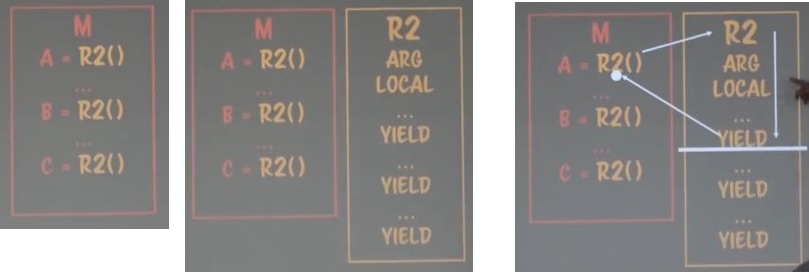 M
A = R2()
...
B = R2()
...
C = R2()
M
A = R2()
...
B = R2()
...
C = R2()
R2
ARG
LOCAL
...
YIELD
...
YIELD
...
YIELD
M
A = R2()
...
B = R2()
...
C = R2()
R2
ARG
LOCAL
...
YIELD
...
YIELD
...
YIELD